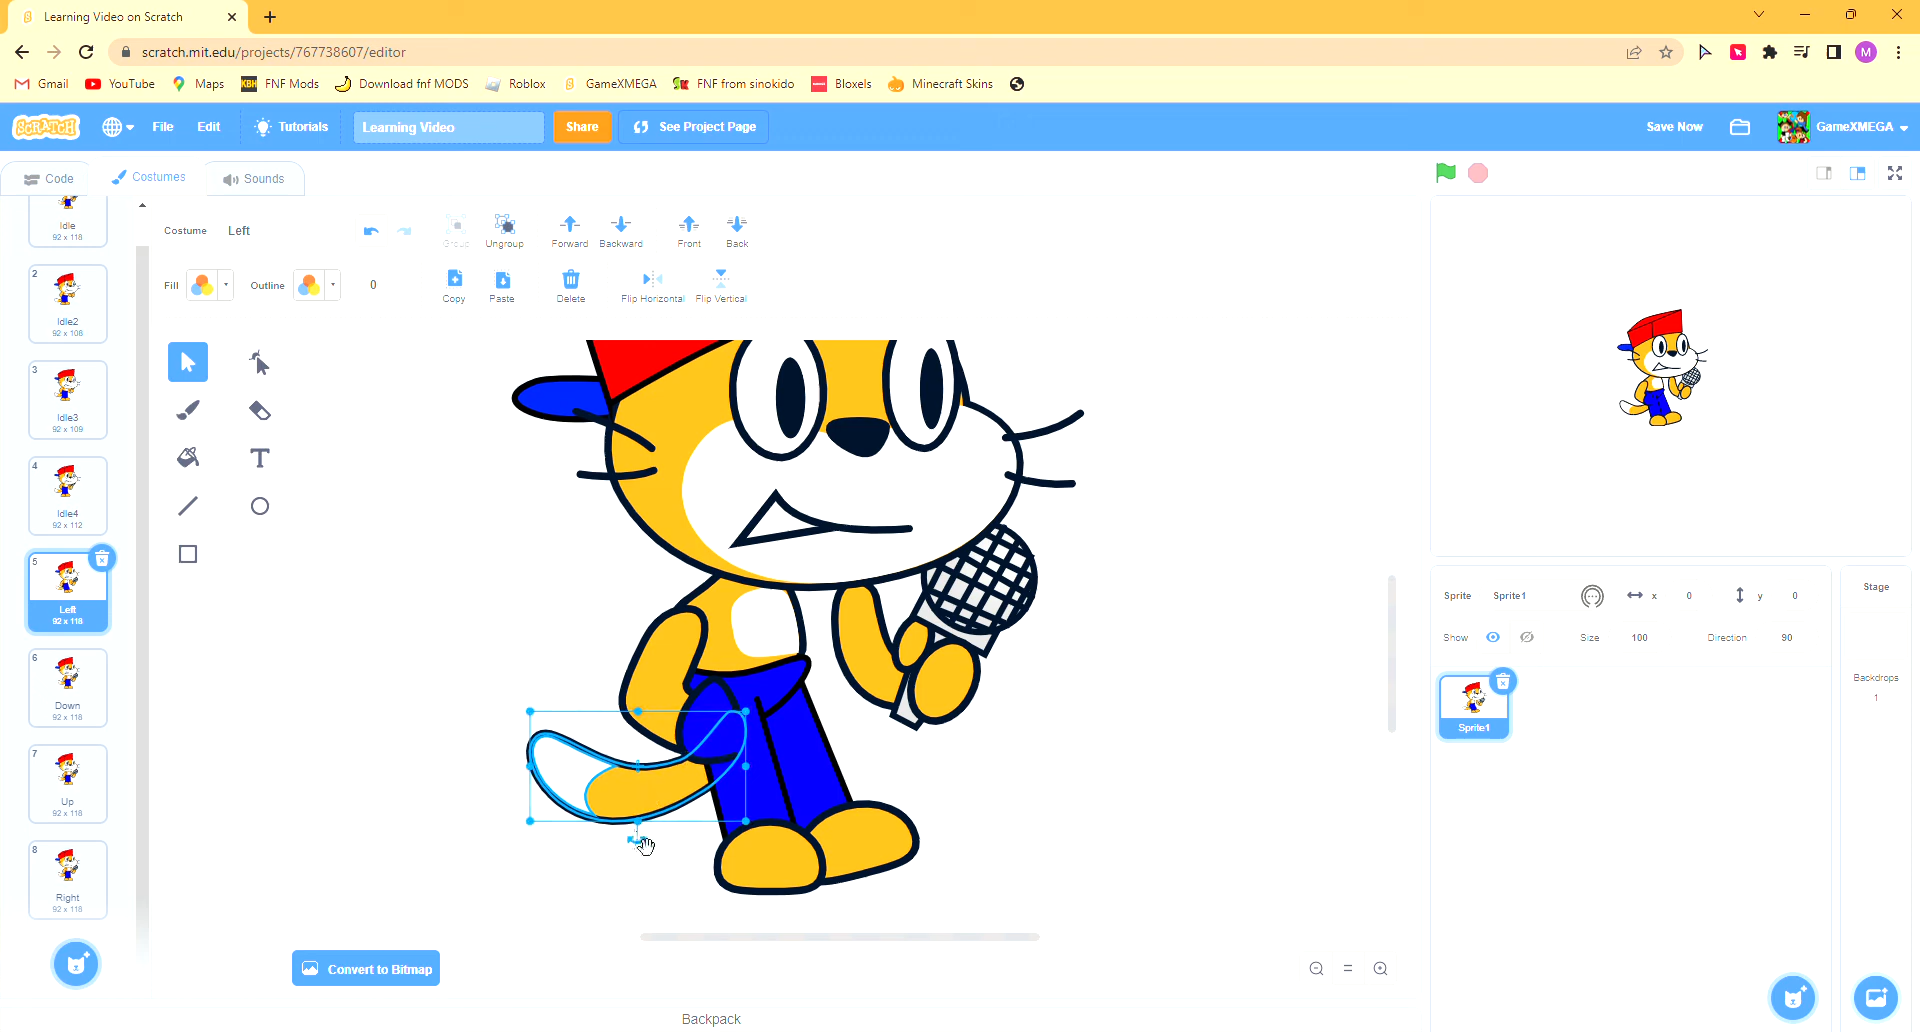 Learning Video on Scratch
scratch.mit.edu/projects/767738607/editor
M
Gmail YouTube Maps KBH FNF Mods Download fnf MODS Roblox GameXMEGA FNF from sinokido Bloxels Minecraft Skins
SCRATCH File Edit Tutorials Learning Video Share See Project Page Save Now GameXMEGA
Code Costumes Sounds
Costume Left Group Ungroup Forward Backward Front Back
Fill Outline 0 Copy Paste Delete Flip Horizontal Flip Vertical
T
Idle
92 x 118
2
Idle2
92 x 108
3
Idle3
92 x 109
4
Idle4
92 x 112
5
Left
92 x 118
6
Down
92 x 118
7
Up
92 x 118
8
Right
92 x 118
Convert to Bitmap
Backpack
Sprite Sprite1 x 0 y 0
Show Size 100 Direction 90
Sprite1
Stage
Backdrops
1